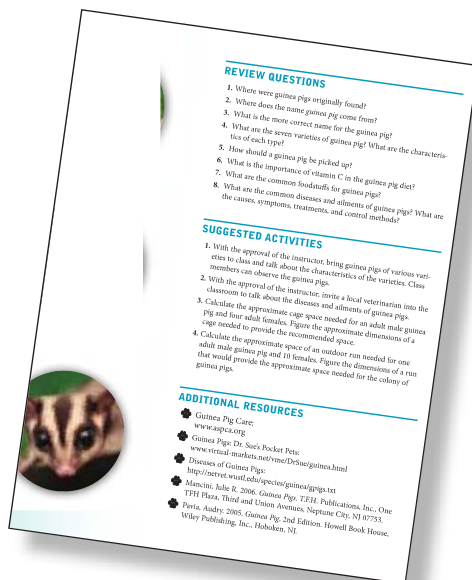 REVIEW QUESTIONS
1. Where were guinea pigs originally found?
2. Where does the name guinea pig come from?
3. What is the more correct name for the guinea pig?
4. What are the seven varieties of guinea pig? What are the characteris-
tics of each type?
5. How should a guinea pig be picked up?
6. What is the importance of vitamin C in the guinea pig diet?
7. What are the common foodstuffs for guinea pigs?
8. What are the common diseases and ailments of guinea pigs? What are
the causes, symptoms, treatments, and control methods?
SUGGESTED ACTIVITIES
1. With the approval of the instructor, bring guinea pigs of various vari-
eties to class and talk about the characteristics of the varieties. Class
members can observe the guinea pigs.
2. With the approval of the instructor, invite a local veterinarian into the
classroom to talk about the diseases and ailments of guinea pigs.
3. Calculate the approximate cage space needed for an adult male guinea
pig and four adult females. Figure the approximate dimensions of a
cage needed to provide the recommended space.
4. Calculate the approximate space of an outdoor run needed for one
adult male guinea pig and 10 females. Figure the dimensions of a run
that would provide the approximate space needed for the colony of
guinea pigs.
ADDITIONAL RESOURCES
Guinea Pig Care:
www.aspca.org
Guinea Pigs: Dr. Sue's Pocket Pets:
www.virtual-markets.net/vme/DrSue/guinea.html
Diseases of Guinea Pigs:
http://netvet.wustl.edu/species/guinea/gpigs.txt
Mancini, Julie R. 2006. Guinea Pigs. T.F.H. Publications, Inc., One
TFH Plaza, Third and Union Avenues, Neptune City, NJ 07753.
Pavia, Audry. 2005. Guinea Pig. 2nd Edition. Howell Book House,
Wiley Publishing, Inc., Hoboken, NJ.